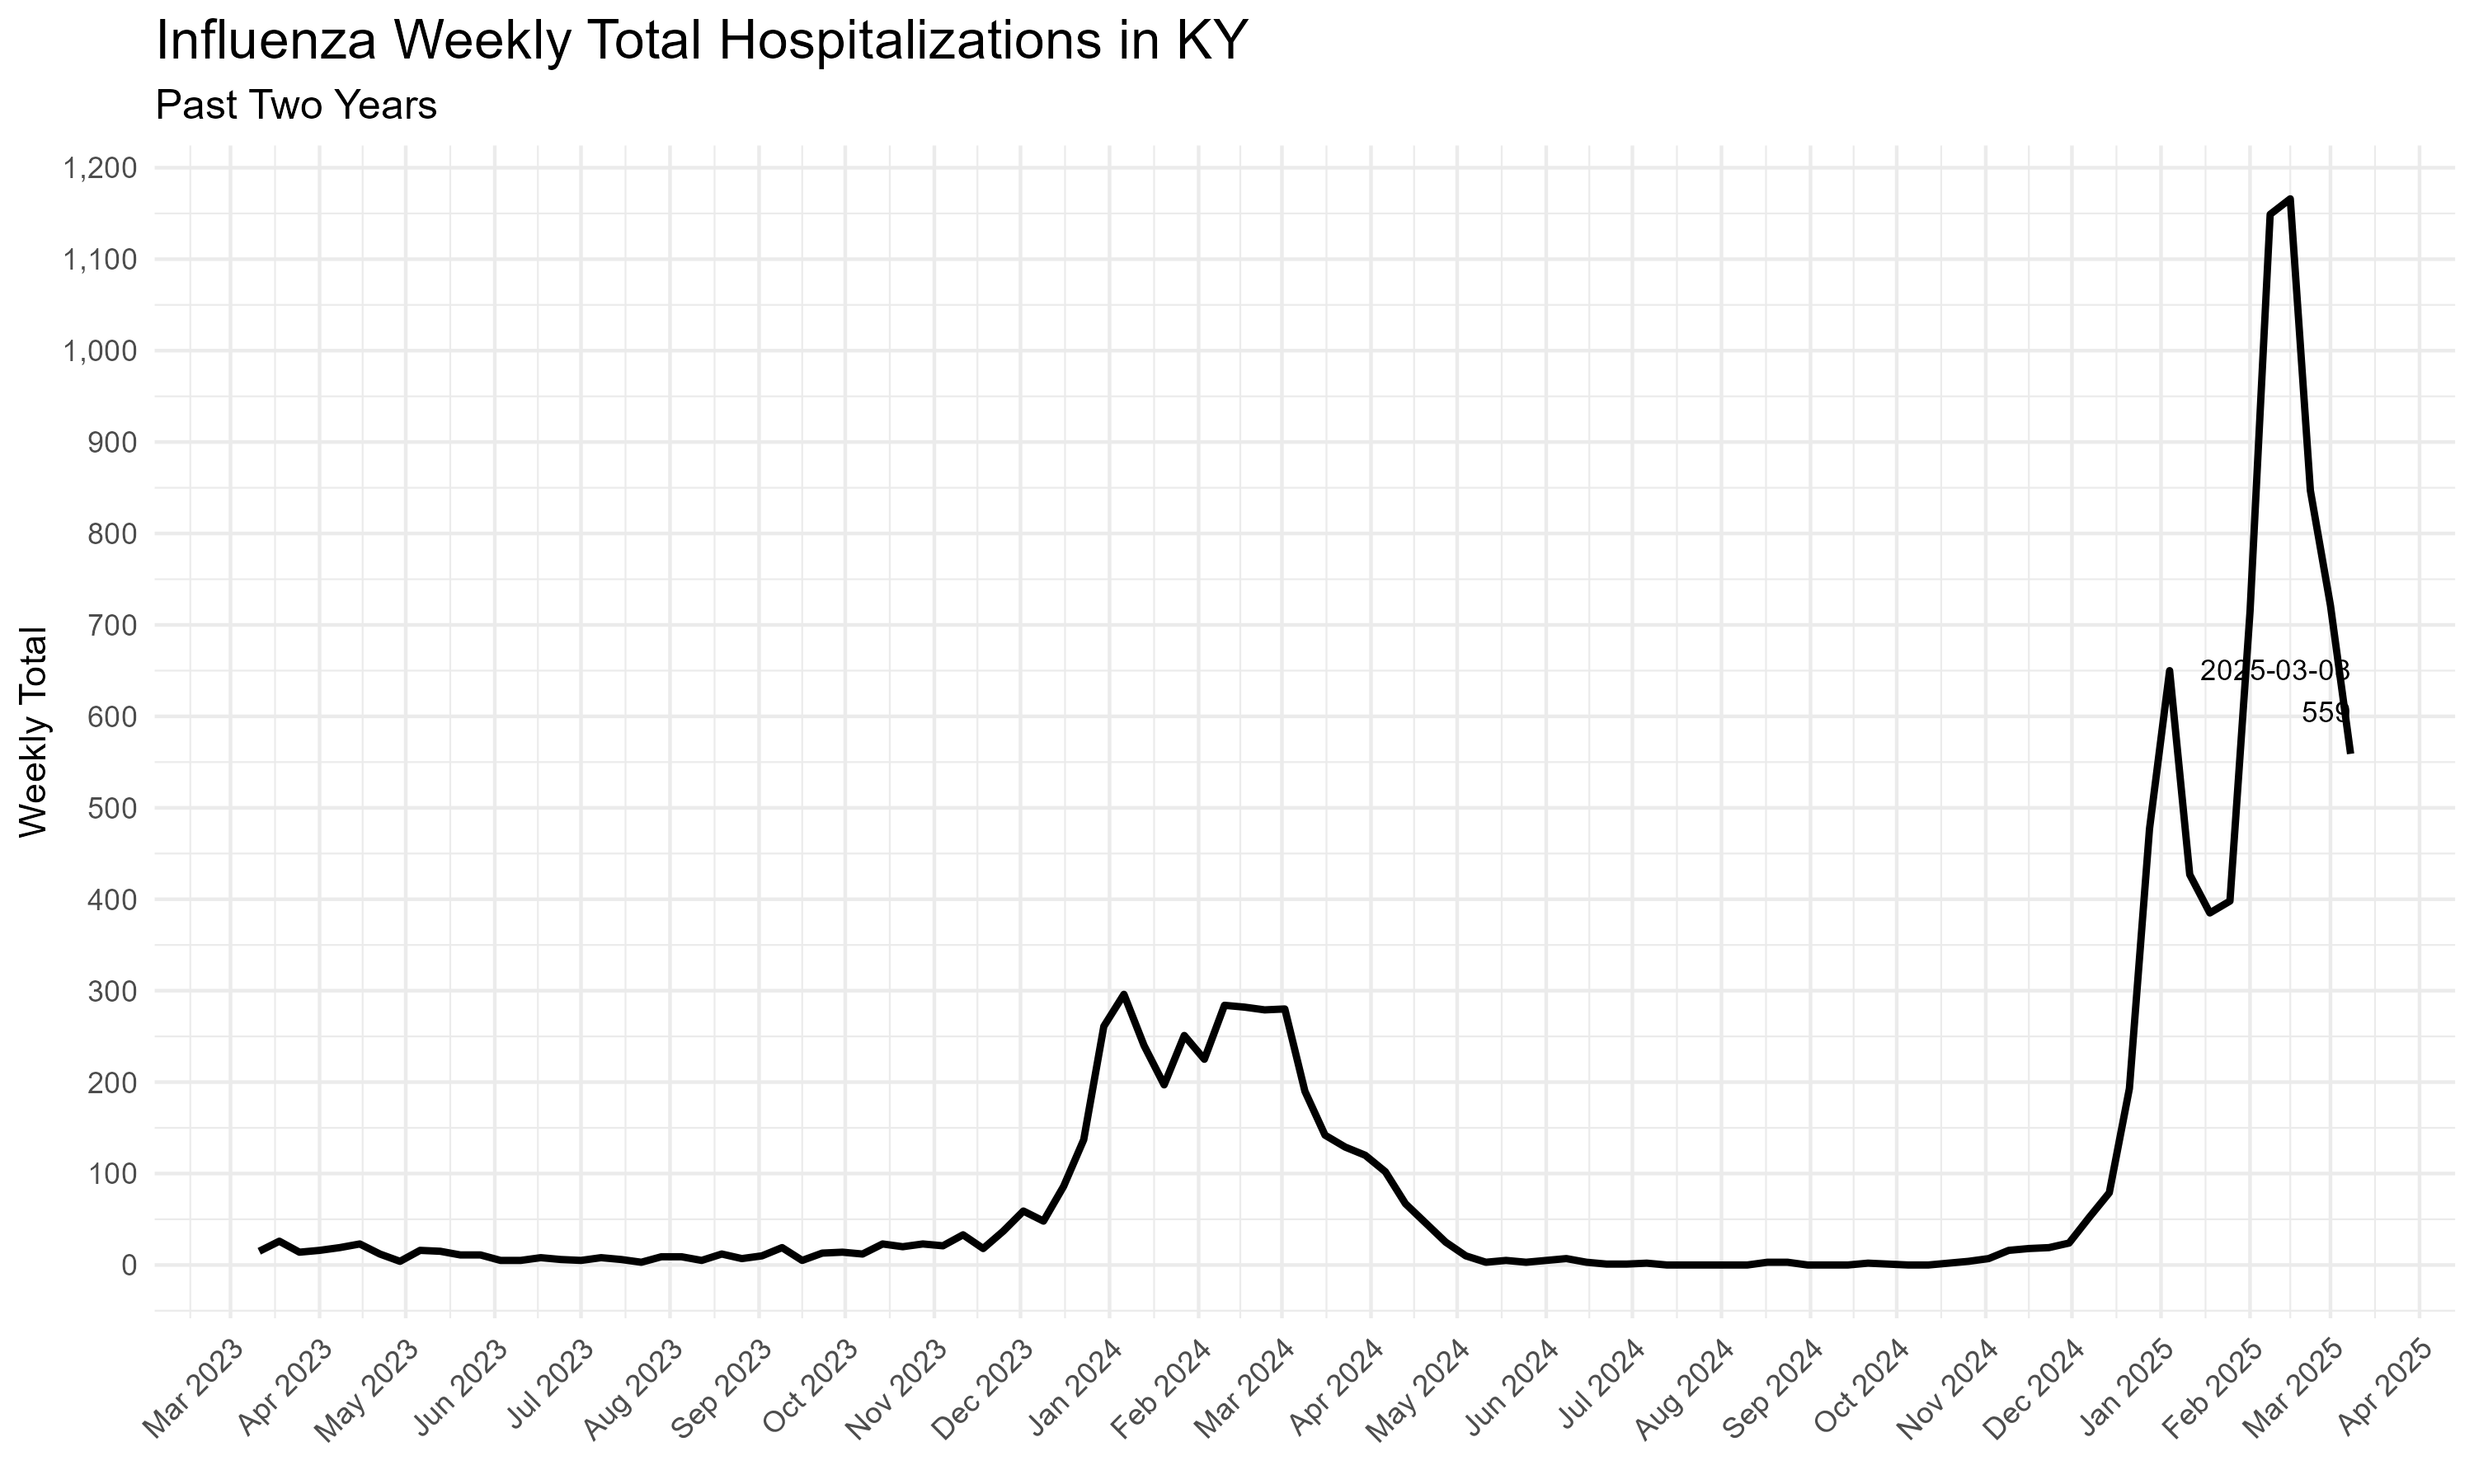 Influenza Weekly Total Hospitalizations in KY
Past Two Years
Weekly Total
1,200
1,100
1,000
900
800
700
600
500
400
300
200
100
0
2025-03-08
559
Mar 2023
Apr 2023
May 2023
Jun 2023
Jul 2023
Aug 2023
Sep 2023
Oct 2023
Nov 2023
Dec 2023
Jan 2024
Feb 2024
Mar 2024
Apr 2024
May 2024
Jun 2024
Jul 2024
Aug 2024
Sep 2024
Oct 2024
Nov 2024
Dec 2024
Jan 2025
Feb 2025
Mar 2025
Apr 2025